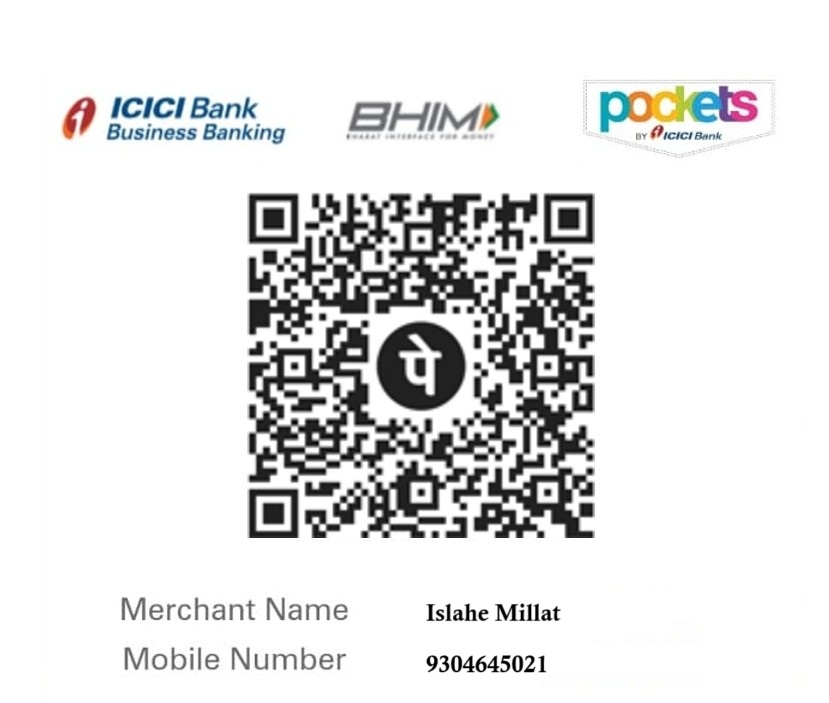 ICICI Bank
Business Banking
BHIM
BHARAT INTERFACE FOR MONEY
pockets
BY ICICI Bank
पे
Merchant Name Islahe Millat
Mobile Number 9304645021